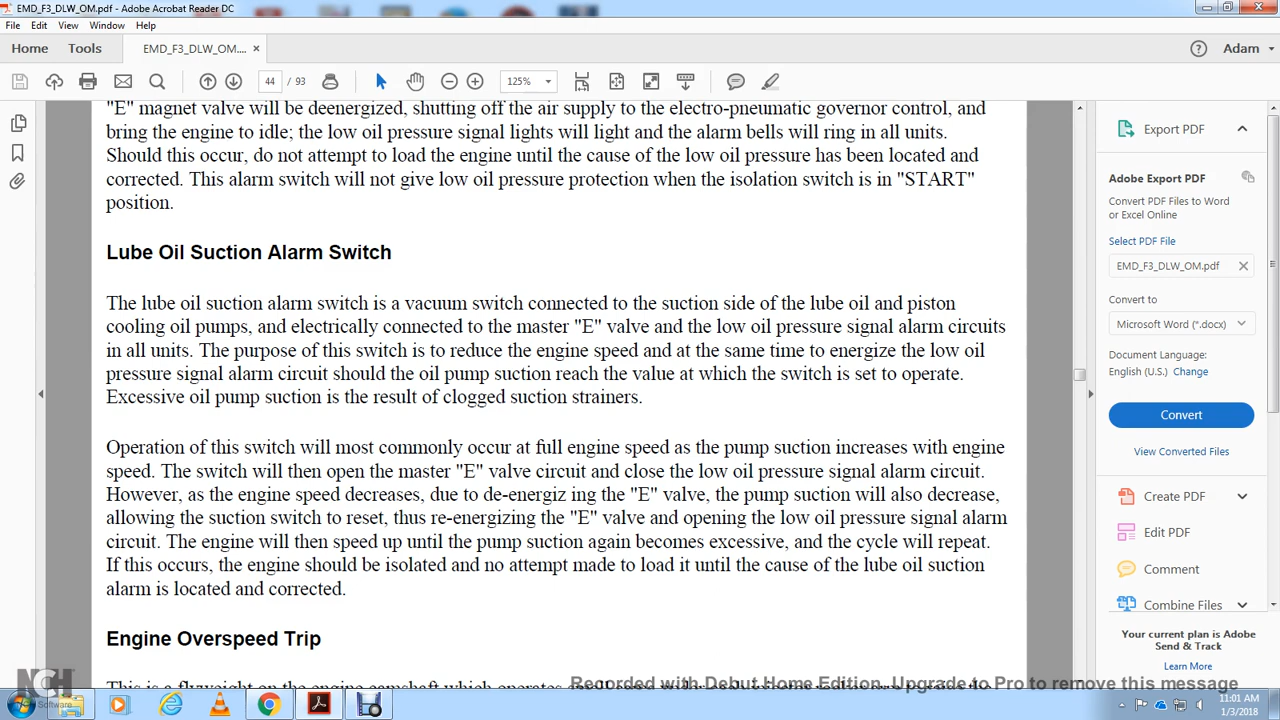 EMD_F3_DLW_OM.pdf - Adobe Acrobat Reader DC
File Edit View Window Help
Home Tools EMD_F3_DLW_OM.... × Adam
44 / 93 125%
"E" magnet valve will be deenergized, shutting off the air supply to the electro-pneumatic governor control, and
bring the engine to idle; the low oil pressure signal lights will light and the alarm bells will ring in all units.
Should this occur, do not attempt to load the engine until the cause of the low oil pressure has been located and
corrected. This alarm switch will not give low oil pressure protection when the isolation switch is in "START"
position.
Lube Oil Suction Alarm Switch
The lube oil suction alarm switch is a vacuum switch connected to the suction side of the lube oil and piston
cooling oil pumps, and electrically connected to the master "E" valve and the low oil pressure signal alarm circuits
in all units. The purpose of this switch is to reduce the engine speed and at the same time to energize the low oil
pressure signal alarm circuit should the oil pump suction reach the value at which the switch is set to operate.
Excessive oil pump suction is the result of clogged suction strainers.
Operation of this switch will most commonly occur at full engine speed as the pump suction increases with engine
speed. The switch will then open the master "E" valve circuit and close the low oil pressure signal alarm circuit.
However, as the engine speed decreases, due to de-energiz ing the "E" valve, the pump suction will also decrease,
allowing the suction switch to reset, thus re-energizing the "E" valve and opening the low oil pressure signal alarm
circuit. The engine will then speed up until the pump suction again becomes excessive, and the cycle will repeat.
If this occurs, the engine should be isolated and no attempt made to load it until the cause of the lube oil suction
alarm is located and corrected.
Engine Overspeed Trip
This is a flyweight on the engine camshaft
Export PDF
Adobe Export PDF
Convert PDF Files to Word
or Excel Online
Select PDF File
EMD_F3_DLW_OM.pdf
Convert to
Microsoft Word (*.docx)
Document Language:
English (U.S.) Change
Convert
View Converted Files
Create PDF
Edit PDF
Comment
Combine Files
Your current plan is Adobe
Send & Track
Learn More
NCH
Software
Recorded with Debut Home Edition. Upgrade to Pro to remove this message
11:01 AM
1/3/2018